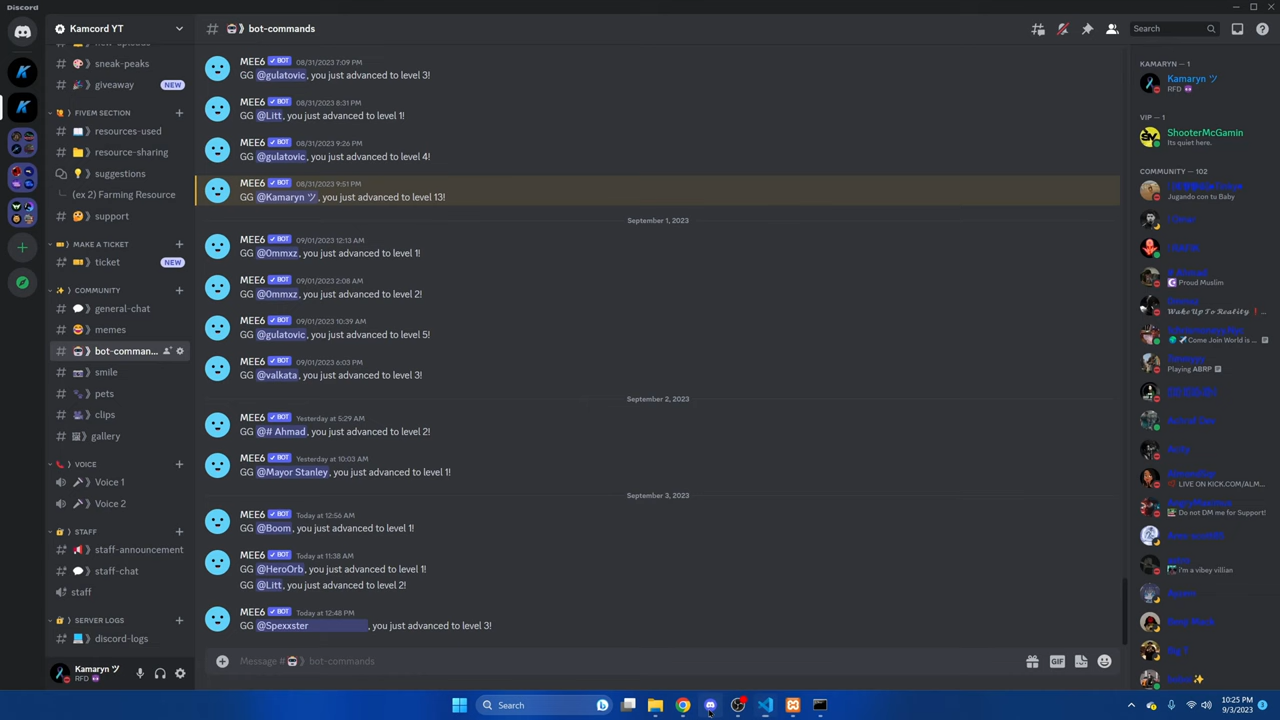 Discord
Kamcord YT
new-uploads
sneak-peaks
giveaway NEW
FIVEM SECTION
resources-used
resource-sharing
suggestions
(ex 2) Farming Resource
support
MAKE A TICKET
ticket NEW
COMMUNITY
general-chat
memes
bot-comman...
smile
pets
clips
gallery
VOICE
Voice 1
Voice 2
STAFF
staff-announcement
staff-chat
staff
SERVER LOGS
discord-logs
Kamaryn ツ
RFD
bot-commands
MEE6 ✓ BOT 08/31/2023 7:09 PM
GG @gulatovic, you just advanced to level 3!
MEE6 ✓ BOT 08/31/2023 8:31 PM
GG @Litt, you just advanced to level 1!
MEE6 ✓ BOT 08/31/2023 9:26 PM
GG @gulatovic, you just advanced to level 4!
MEE6 ✓ BOT 08/31/2023 9:51 PM
GG @Kamaryn ツ, you just advanced to level 13!
September 1, 2023
MEE6 ✓ BOT 09/01/2023 12:13 AM
GG @0mmxz, you just advanced to level 1!
MEE6 ✓ BOT 09/01/2023 2:08 AM
GG @0mmxz, you just advanced to level 2!
MEE6 ✓ BOT 09/01/2023 10:39 AM
GG @gulatovic, you just advanced to level 5!
MEE6 ✓ BOT 09/01/2023 6:03 PM
GG @valkata, you just advanced to level 3!
September 2, 2023
MEE6 ✓ BOT Yesterday at 5:29 AM
GG @# Ahmad, you just advanced to level 2!
MEE6 ✓ BOT Yesterday at 10:03 AM
GG @Mayor Stanley, you just advanced to level 1!
September 3, 2023
MEE6 ✓ BOT Today at 12:56 AM
GG @Boom, you just advanced to level 1!
MEE6 ✓ BOT Today at 11:38 AM
GG @HeroOrb, you just advanced to level 1!
GG @Litt, you just advanced to level 2!
MEE6 ✓ BOT Today at 12:48 PM
GG @Spexxster, you just advanced to level 3!
Message # bot-commands
GIF
Search
KAMARYN — 1
Kamaryn ツ
RFD
VIP — 1
ShooterMcGamin
Its quiet here.
COMMUNITY — 102
Jugando con tu Baby
Proud Muslim
Wake Up To Reality
Come Join World is ...
Playing ABRP
LIVE ON KICK.COM/ALM...
Do not DM me for Support!
i'm a vibey villian
Search
10:25 PM
9/3/2023